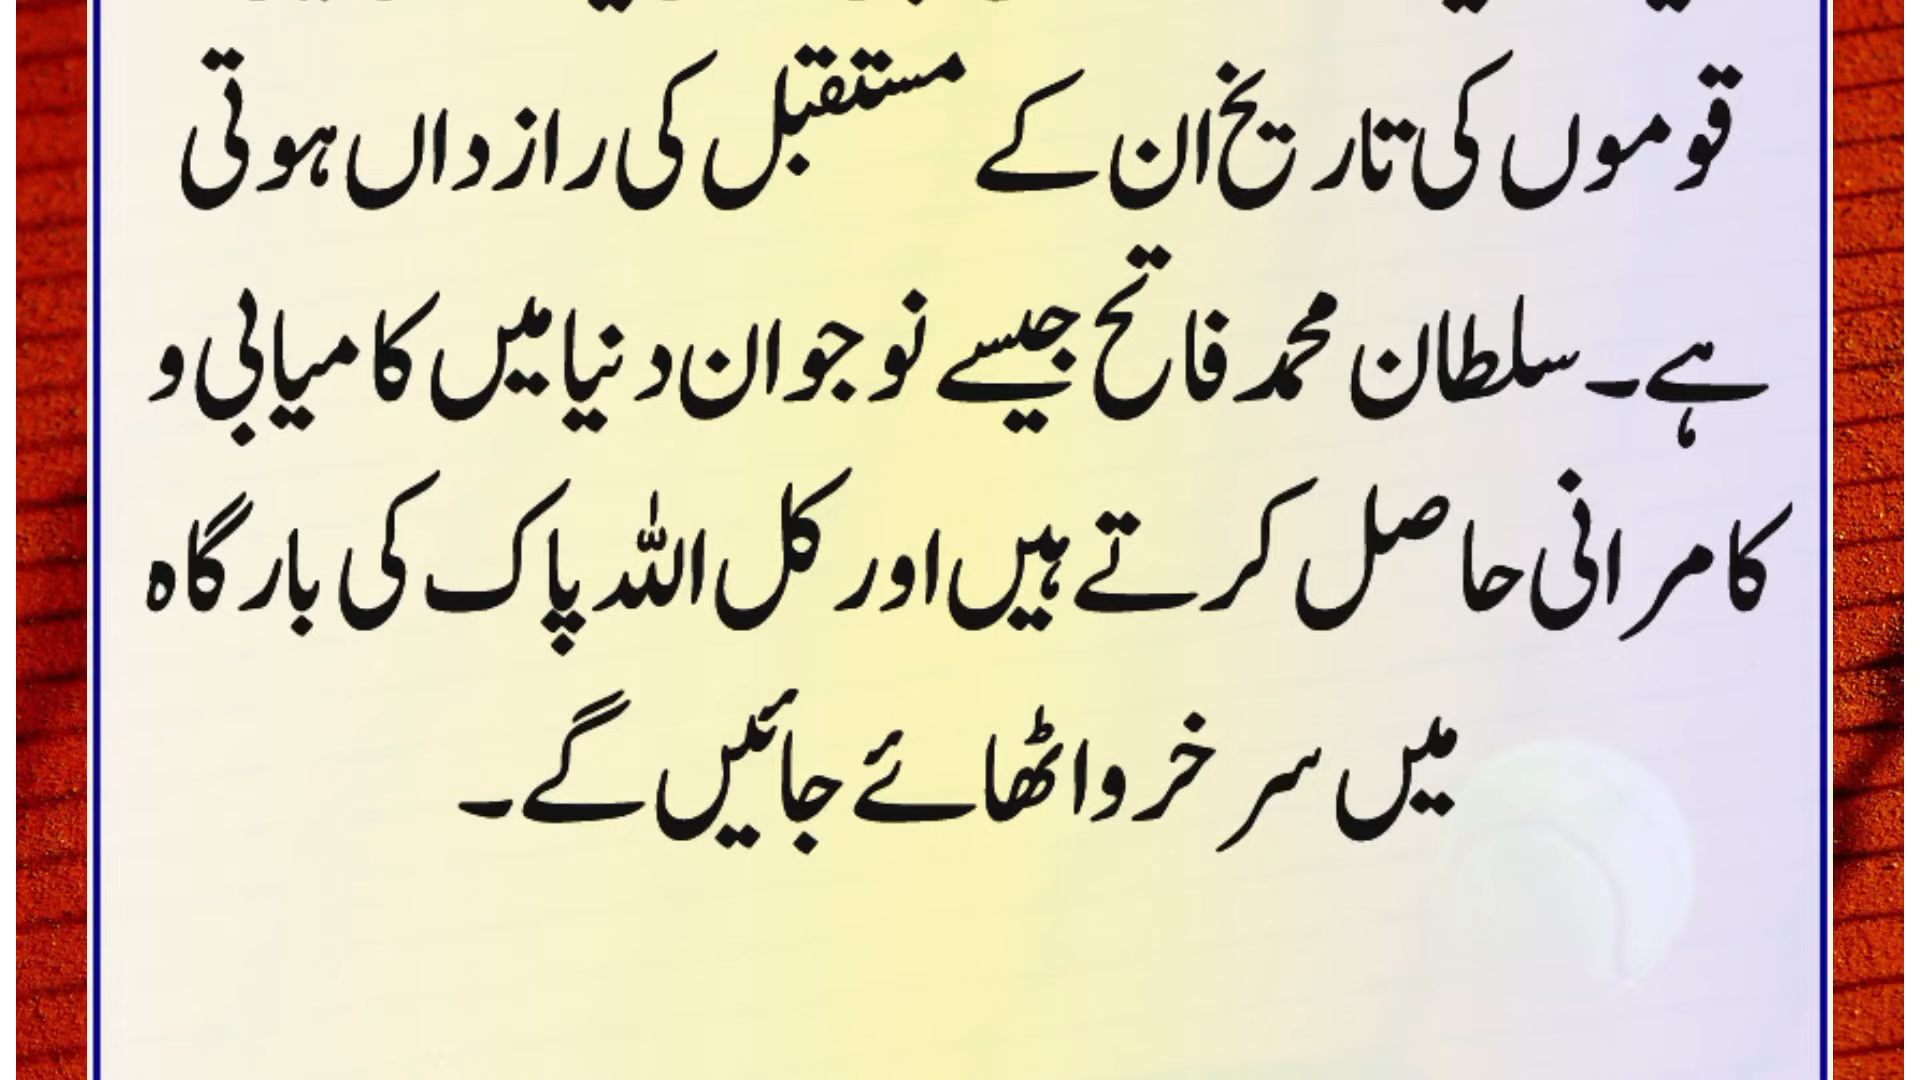 قوموں کی تاریخ ان کے مستقبل کی رازداں ہوتی
ہے۔ سلطان محمد فاتح جیسے نوجوان دنیا میں کامیابی و
کامرانی حاصل کرتے ہیں اور کل اللہ پاک کی بارگاہ
میں سرخرو اٹھائے جائیں گے۔